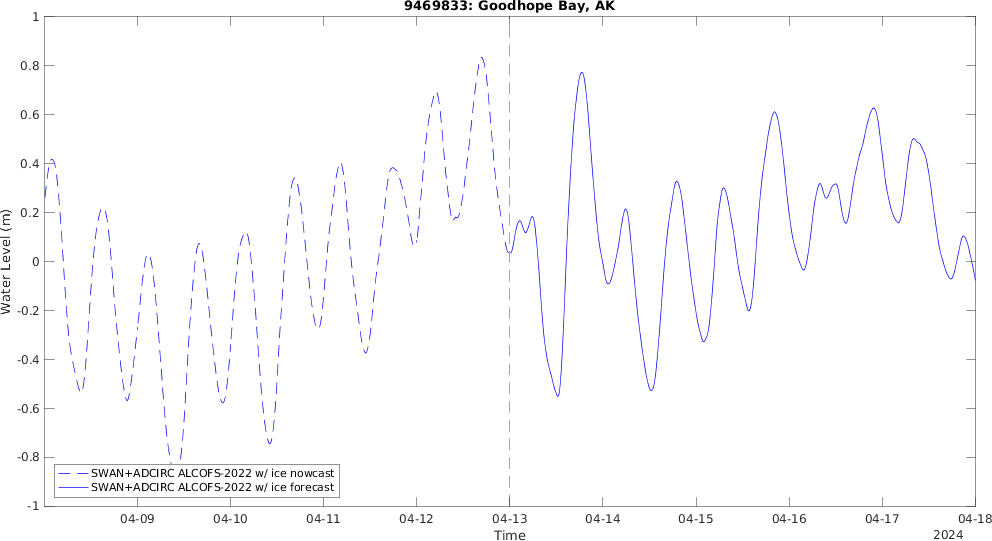 9469833: Goodhope Bay, AK
Water Level (m)
1
0.8
0.6
0.4
0.2
0
-0.2
-0.4
-0.6
-0.8
-1
SWAN+ADCIRC ALCOFS-2022 w/ ice nowcast
SWAN+ADCIRC ALCOFS-2022 w/ ice forecast
04-09 04-10 04-11 04-12 04-13 04-14 04-15 04-16 04-17 04-18
Time
2024